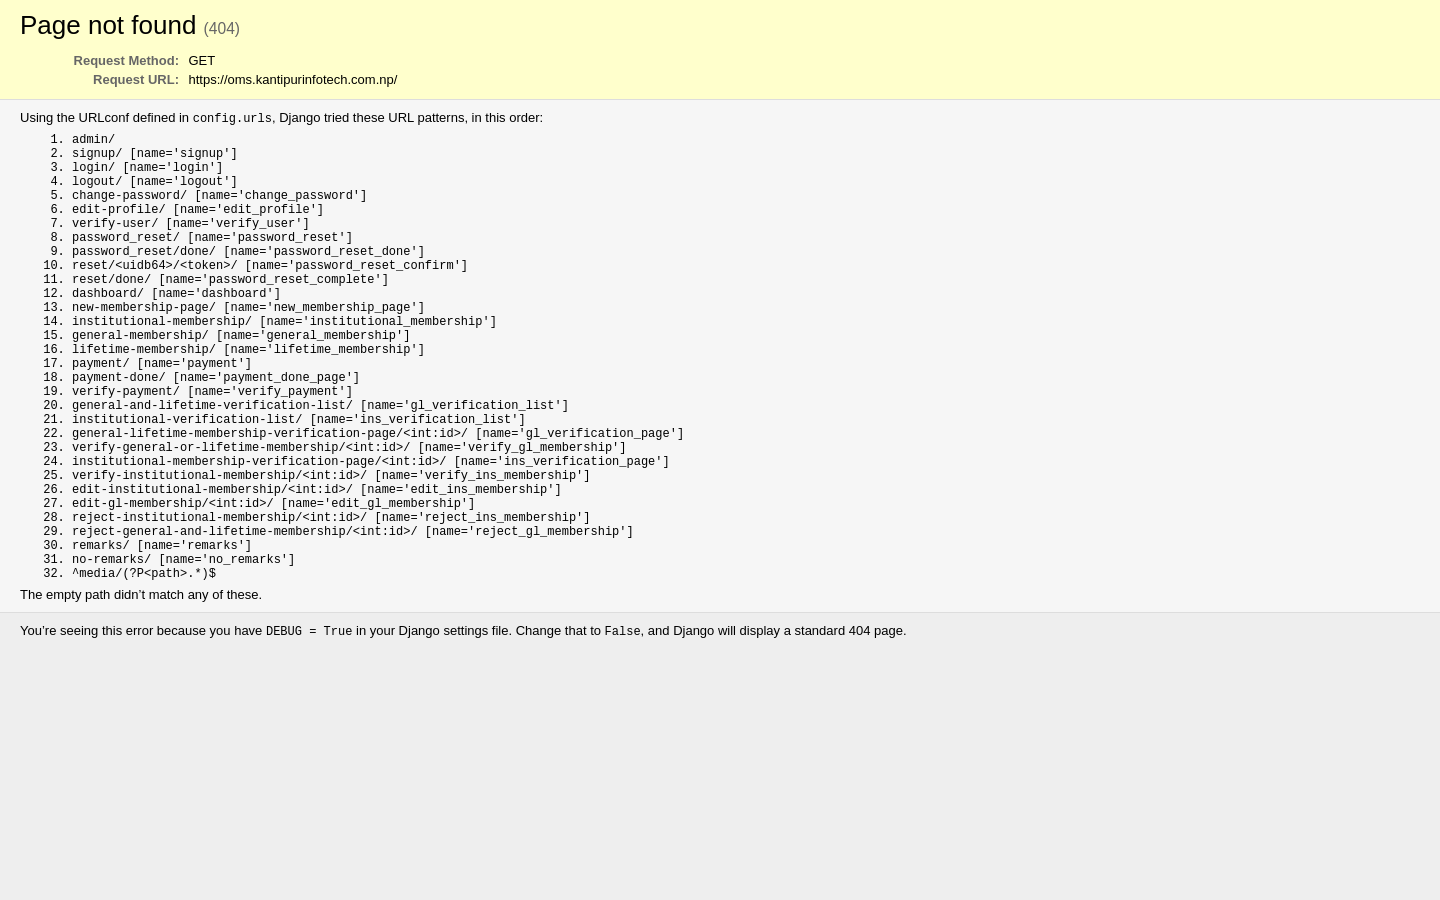 Page not found (404)
Request Method: GET
Request URL: https://oms.kantipurinfotech.com.np/
Using the URLconf defined in config.urls, Django tried these URL patterns, in this order:
1. admin/
2. signup/ [name='signup']
3. login/ [name='login']
4. logout/ [name='logout']
5. change-password/ [name='change_password']
6. edit-profile/ [name='edit_profile']
7. verify-user/ [name='verify_user']
8. password_reset/ [name='password_reset']
9. password_reset/done/ [name='password_reset_done']
10. reset/<uidb64>/<token>/ [name='password_reset_confirm']
11. reset/done/ [name='password_reset_complete']
12. dashboard/ [name='dashboard']
13. new-membership-page/ [name='new_membership_page']
14. institutional-membership/ [name='institutional_membership']
15. general-membership/ [name='general_membership']
16. lifetime-membership/ [name='lifetime_membership']
17. payment/ [name='payment']
18. payment-done/ [name='payment_done_page']
19. verify-payment/ [name='verify_payment']
20. general-and-lifetime-verification-list/ [name='gl_verification_list']
21. institutional-verification-list/ [name='ins_verification_list']
22. general-lifetime-membership-verification-page/<int:id>/ [name='gl_verification_page']
23. verify-general-or-lifetime-membership/<int:id>/ [name='verify_gl_membership']
24. institutional-membership-verification-page/<int:id>/ [name='ins_verification_page']
25. verify-institutional-membership/<int:id>/ [name='verify_ins_membership']
26. edit-institutional-membership/<int:id>/ [name='edit_ins_membership']
27. edit-gl-membership/<int:id>/ [name='edit_gl_membership']
28. reject-institutional-membership/<int:id>/ [name='reject_ins_membership']
29. reject-general-and-lifetime-membership/<int:id>/ [name='reject_gl_membership']
30. remarks/ [name='remarks']
31. no-remarks/ [name='no_remarks']
32. ^media/(?P<path>.*)$
The empty path didn’t match any of these.
You’re seeing this error because you have DEBUG = True in your Django settings file. Change that to False, and Django will display a standard 404 page.